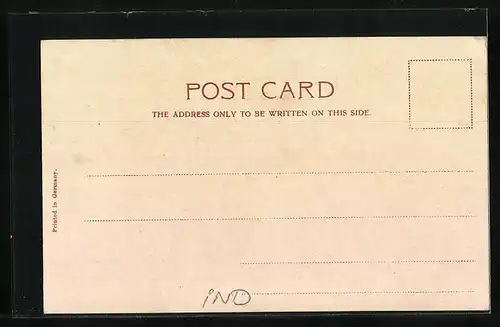 POST CARD
THE ADDRESS ONLY TO BE WRITTEN ON THIS SIDE.
Printed in Germany.
IND